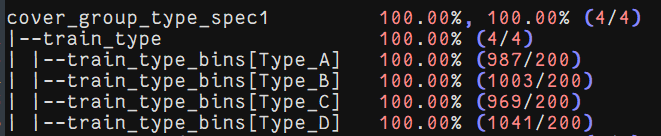 cover_group_type_spec1 100.00%, 100.00% (4/4)
|--train_type 100.00% (4/4)
| |--train_type_bins[Type_A] 100.00% (987/200)
| |--train_type_bins[Type_B] 100.00% (1003/200)
| |--train_type_bins[Type_C] 100.00% (969/200)
| |--train_type_bins[Type_D] 100.00% (1041/200)